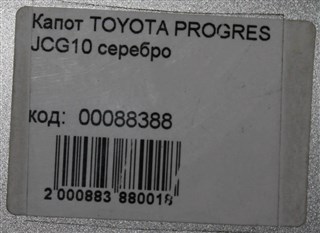 Капот TOYOTA PROGRES
JCG10 серебро
код: 00088388
2 000883 880018